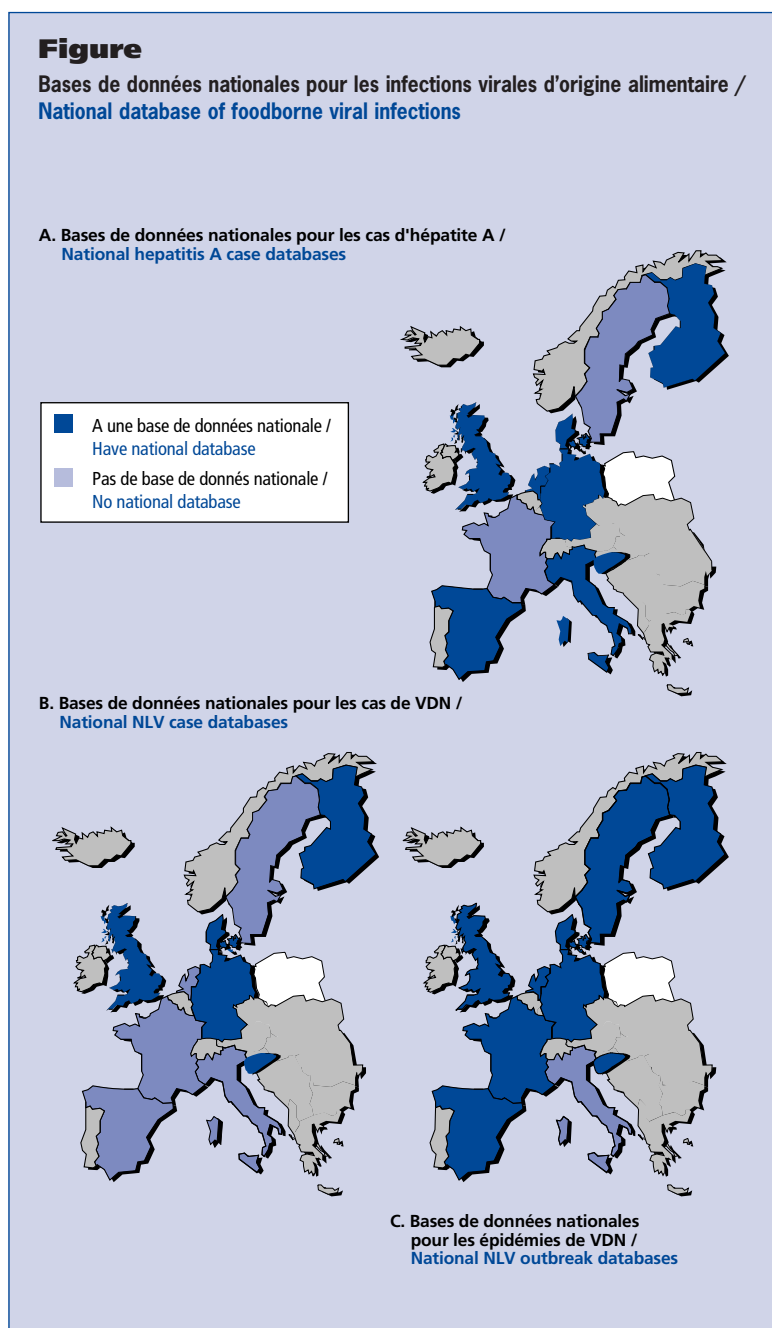 Figure
Bases de données nationales pour les infections virales d’origine alimentaire /
National database of foodborne viral infections
A. Bases de données nationales pour les cas d'hépatite A /
National hepatitis A case databases
A une base de données nationale /
Have national database
Pas de base de donnés nationale /
No national database
B. Bases de données nationales pour les cas de VDN /
National NLV case databases
C. Bases de données nationales
pour les épidémies de VDN /
National NLV outbreak databases